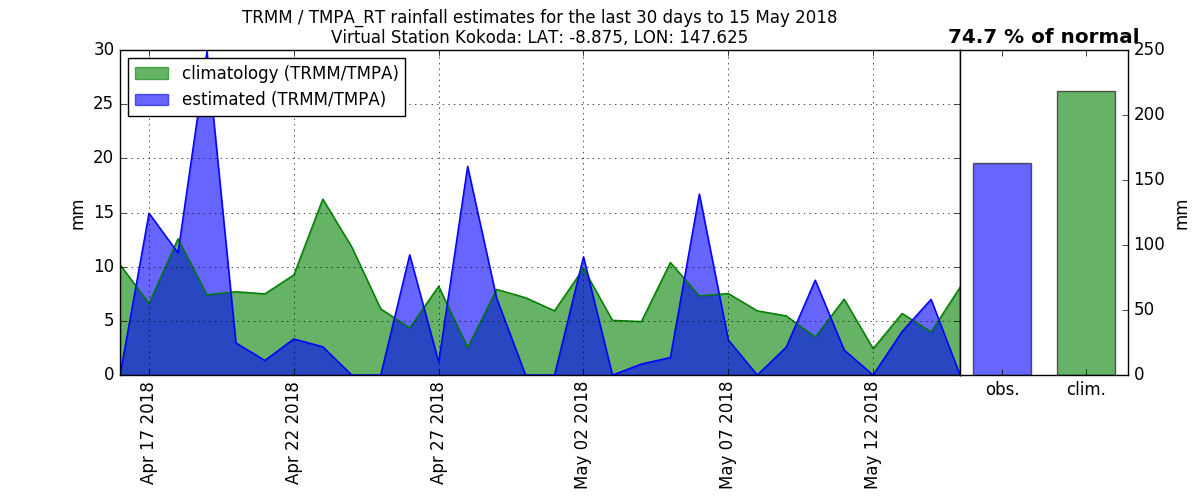 TRMM / TMPA_RT rainfall estimates for the last 30 days to 15 May 2018
Virtual Station Kokoda: LAT: -8.875, LON: 147.625
74.7 % of normal
climatology (TRMM/TMPA)
estimated (TRMM/TMPA)
30
25
20
15
10
5
0
mm
Apr 17 2018
Apr 22 2018
Apr 27 2018
May 02 2018
May 07 2018
May 12 2018
250
200
150
100
50
0
mm
obs.
clim.